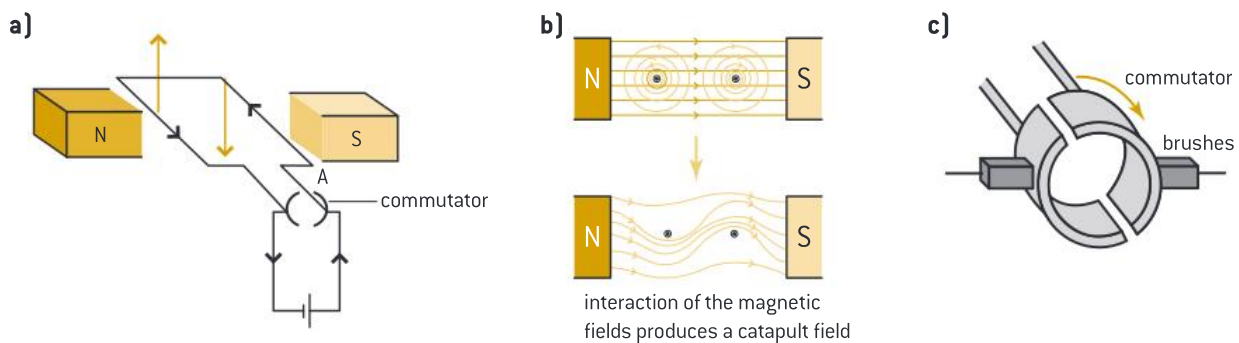 a)
N
S
A
commutator
b)
N
S
N
S
interaction of the magnetic
fields produces a catapult field
c)
commutator
brushes